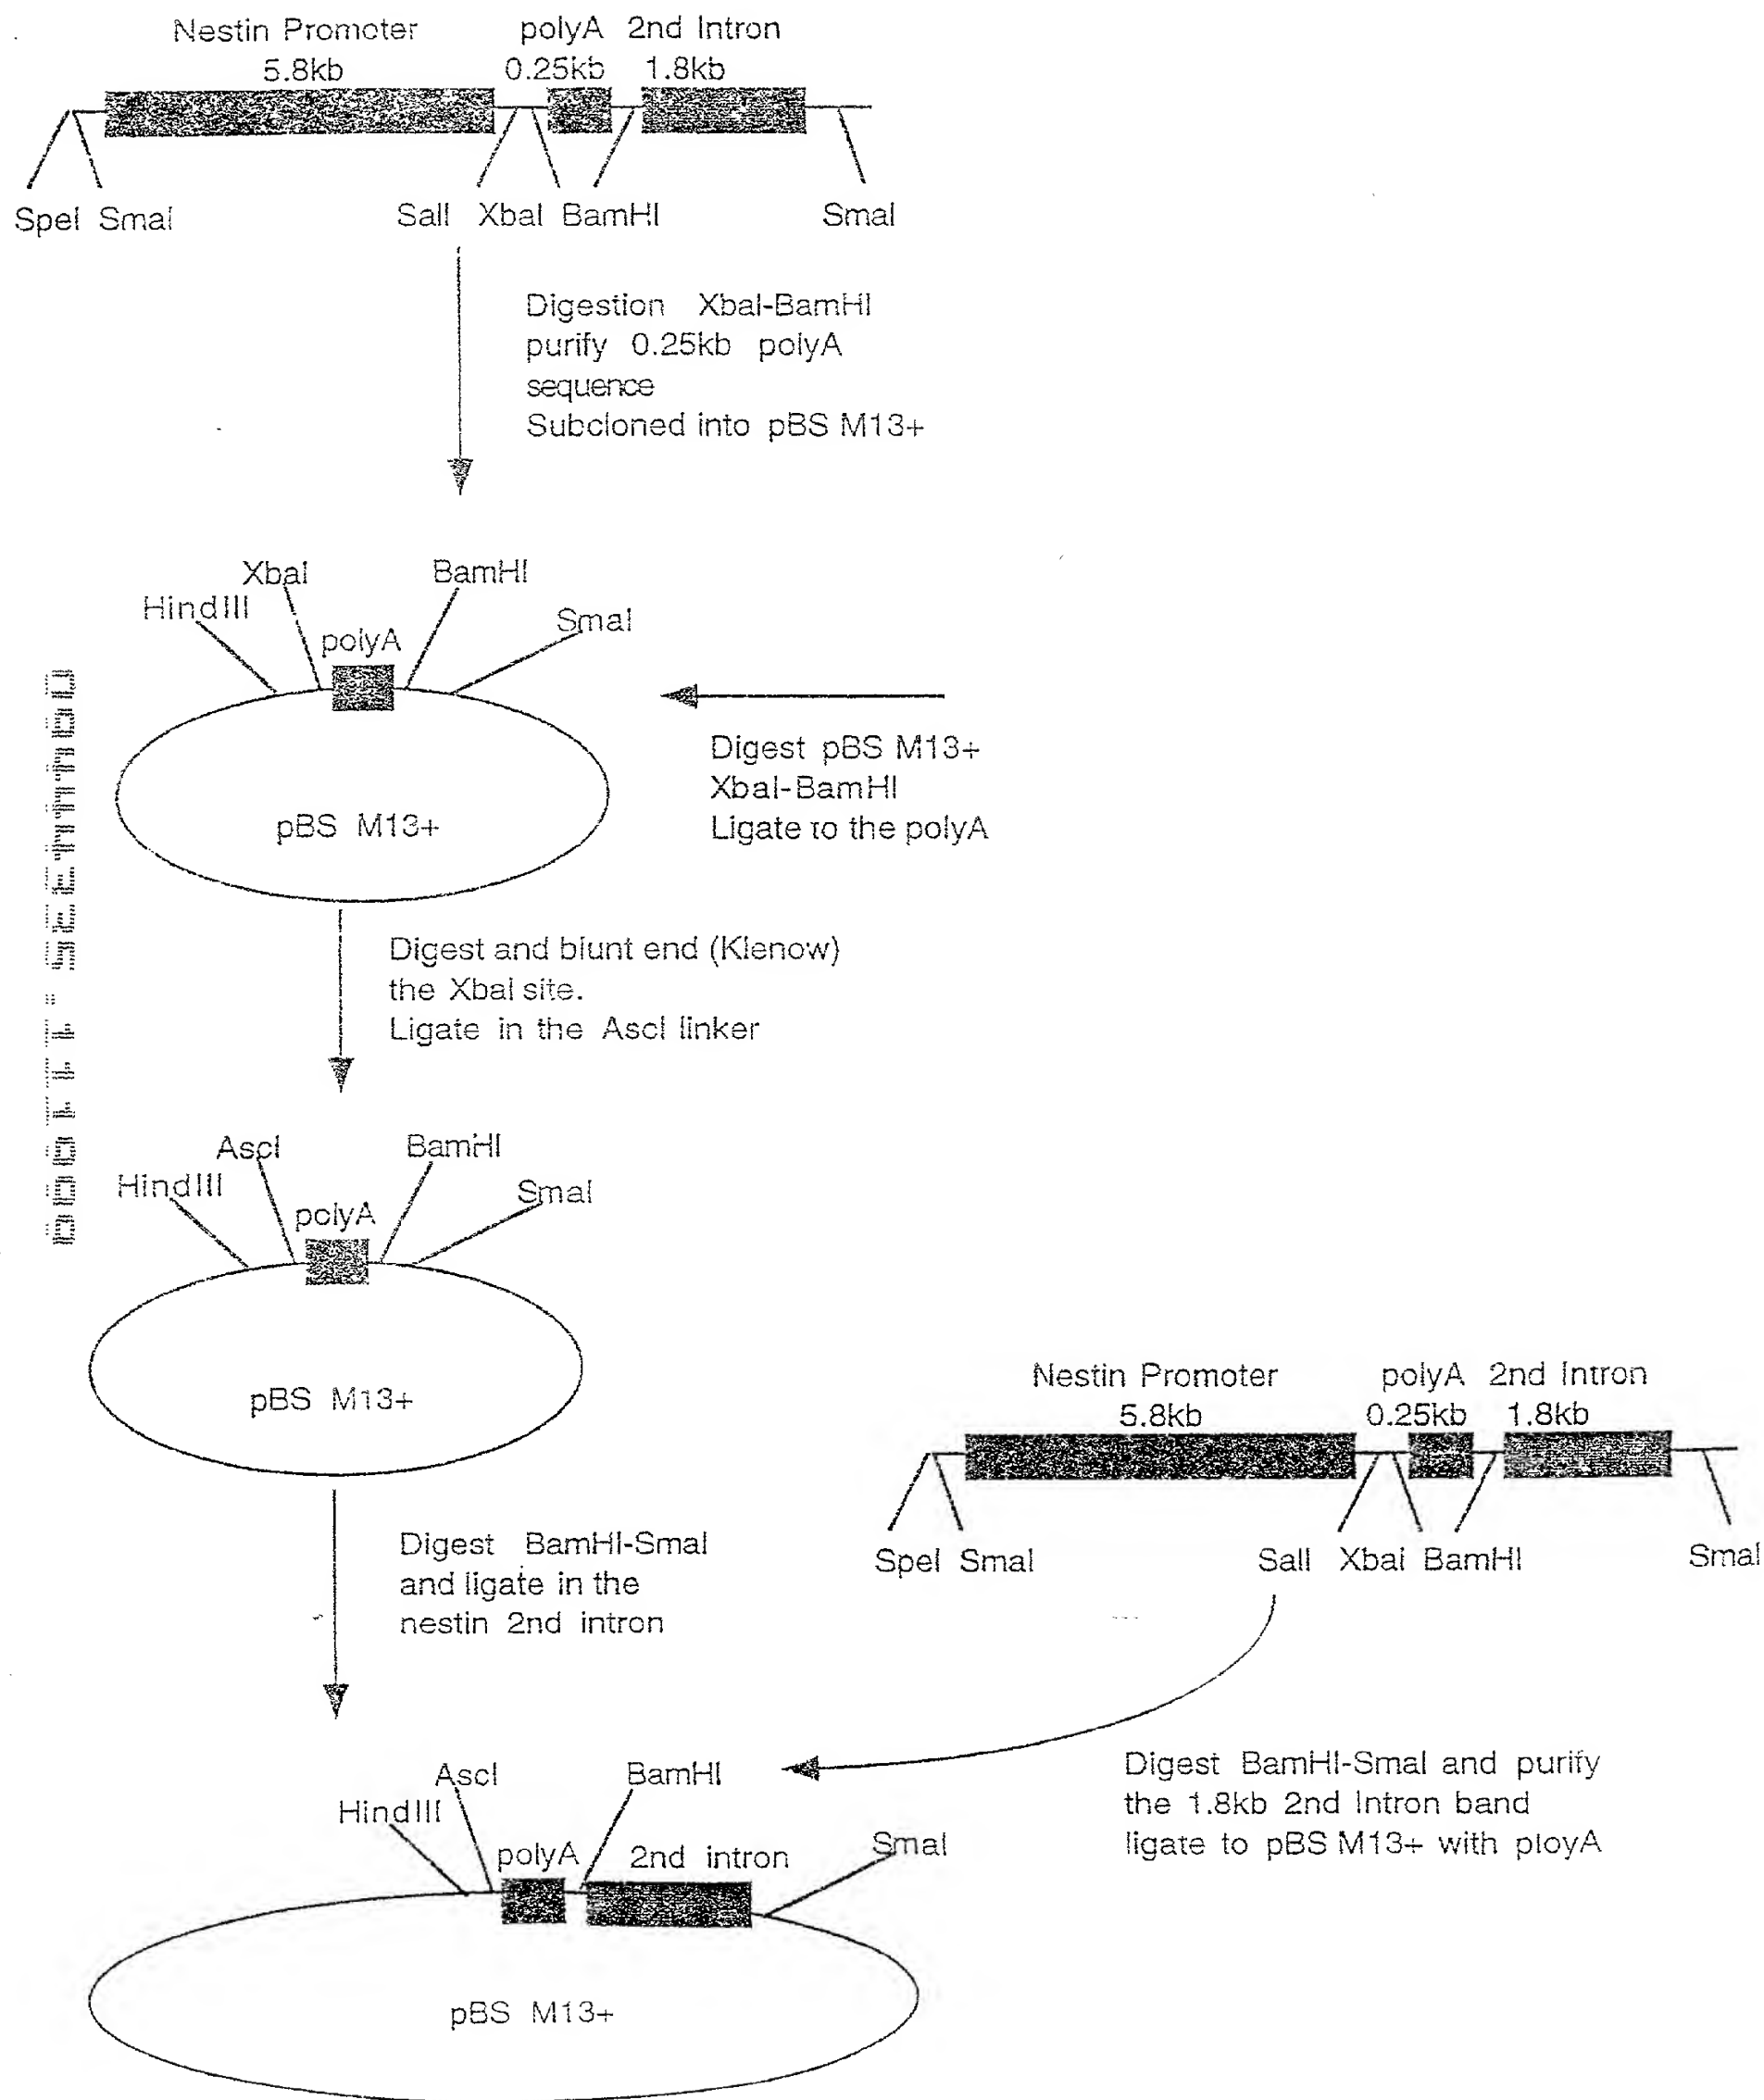 Nestin Promoter polyA 2nd Intron
5.8kb 0.25kb 1.8kb
SpeI SmaI SalI XbaI BamHI SmaI
Digestion XbaI-BamHI
purify 0.25kb polyA
sequence
Subcloned into pBS M13+
XbaI BamHI
HindIII SmaI
polyA
pBS M13+
Digest pBS M13+
XbaI-BamHI
Ligate to the polyA
Digest and blunt end (Klenow)
the XbaI site.
Ligate in the AscI linker
AscI BamHI
HindIII SmaI
polyA
pBS M13+
Nestin Promoter polyA 2nd Intron
5.8kb 0.25kb 1.8kb
SpeI SmaI SalI XbaI BamHI SmaI
Digest BamHI-SmaI
and ligate in the
nestin 2nd intron
Digest BamHI-SmaI and purify
the 1.8kb 2nd Intron band
ligate to pBS M13+ with ployA
AscI BamHI
HindIII SmaI
polyA 2nd intron
pBS M13+